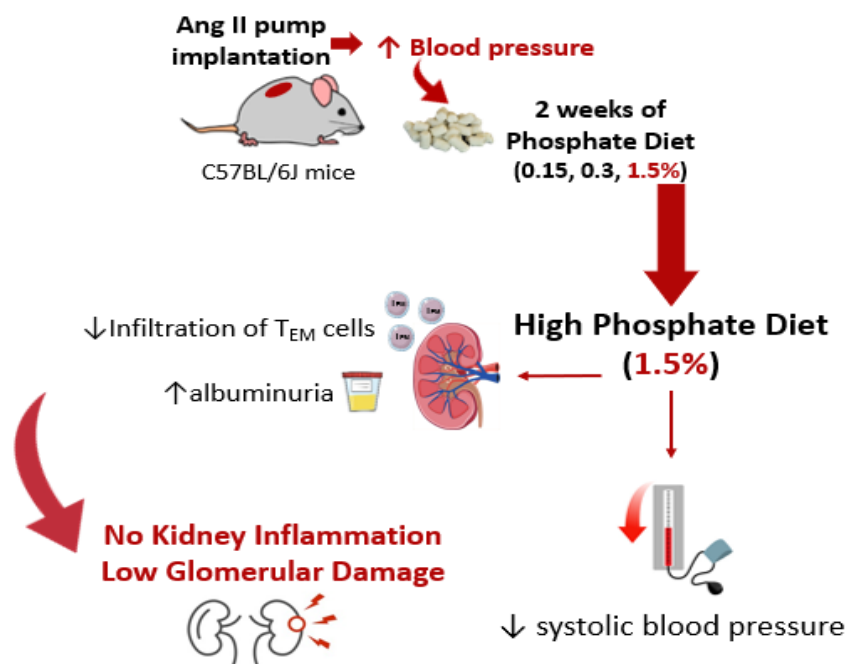 Ang II pump
implantation
↑ Blood pressure
C57BL/6J mice
2 weeks of
Phosphate Diet
(0.15, 0.3, 1.5%)
High Phosphate Diet
(1.5%)
↓Infiltration of TEM cells
↑albuminuria
No Kidney Inflammation
Low Glomerular Damage
↓ systolic blood pressure